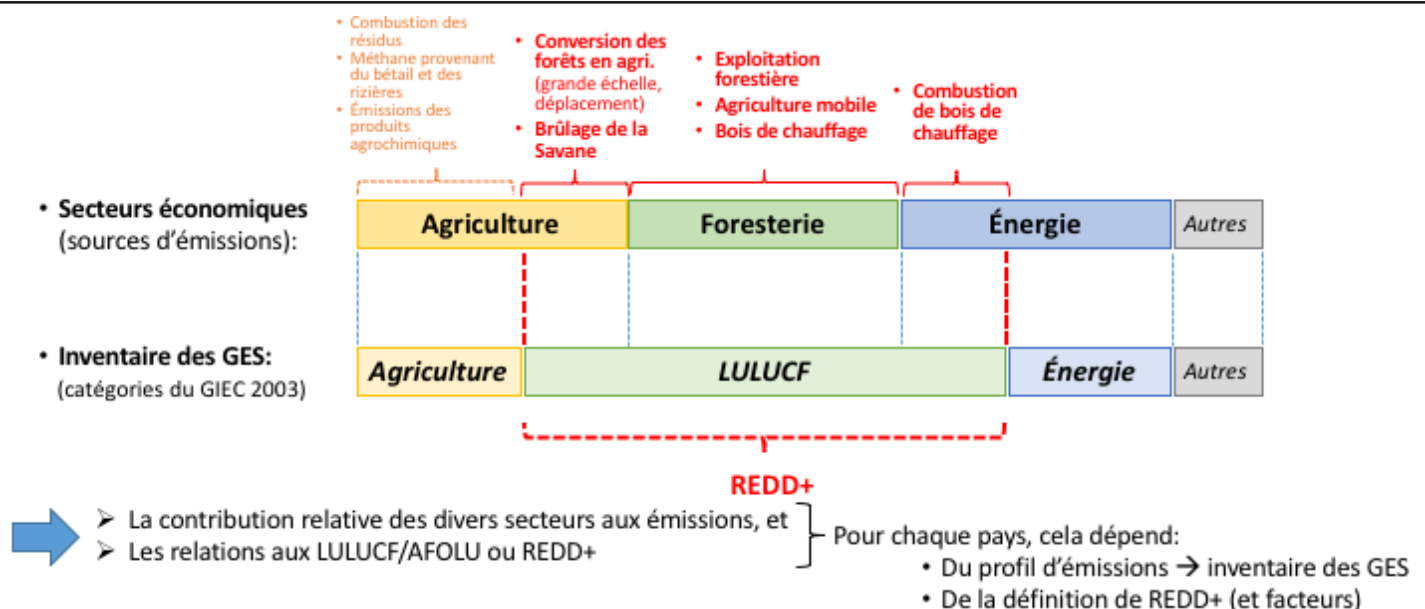 • Combustion des
résidus
• Méthane provenant
du bétail et des
rizières
• Émissions des
produits
agrochimiques
• Conversion des
forêts en agri.
(grande échelle,
déplacement)
• Brûlage de la
Savane
• Exploitation
forestière
• Agriculture mobile
• Bois de chauffage
• Combustion
de bois de
chauffage
• Secteurs économiques
(sources d'émissions):
Agriculture
Foresterie
Énergie
Autres
• Inventaire des GES:
(catégories du GIEC 2003)
Agriculture
LULUCF
Énergie
Autres
REDD+
➢ La contribution relative des divers secteurs aux émissions, et
➢ Les relations aux LULUCF/AFOLU ou REDD+
Pour chaque pays, cela dépend:
• Du profil d'émissions → inventaire des GES
• De la définition de REDD+ (et facteurs)